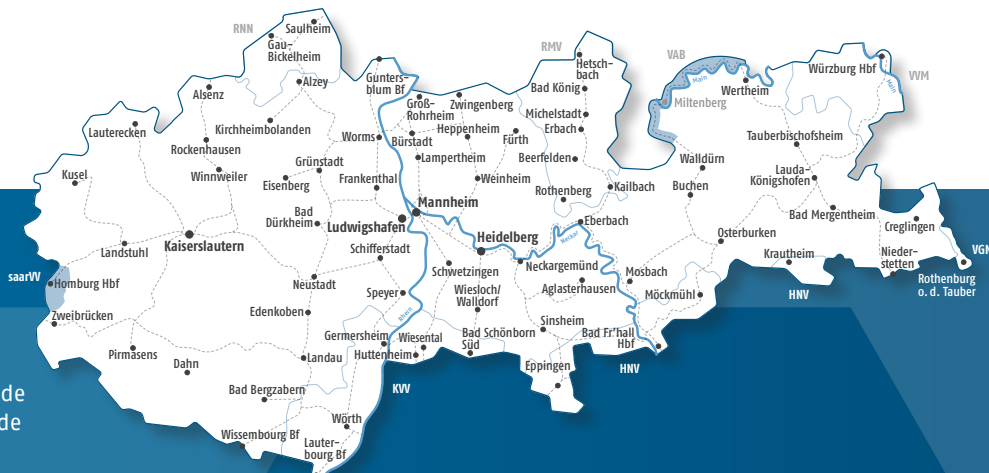 RNN
Saulheim
Gau-
Bickelheim
RMV
VAB
VVM
Alsenz
Alzey
Gunters-
blum Bf
Hetsch-
bach
Bad König
Würzburg Hbf
Main
Main
Miltenberg
Wertheim
Lauterecken
Kirchheimbolanden
Rockenhausen
Worms
Groß-
Rohrheim
Zwingenberg
Bürstadt
Heppenheim
Fürth
Michelstadt
Erbach
Lampertheim
Beerfelden
Tauberbischofsheim
Kusel
Winnweiler
Grünstadt
Eisenberg
Frankenthal
Weinheim
Rothenberg
Kailbach
Walldürn
Buchen
Lauda-
Königshofen
Bad
Dürkheim
Ludwigshafen
Mannheim
Eberbach
Bad Mergentheim
Creglingen
Kaiserslautern
Landstuhl
Schifferstadt
Heidelberg
Neckar
Neckargemünd
Osterburken
Krautheim
Nieder-
stetten
VGN
Rothenburg
o. d. Tauber
saarVV
Homburg Hbf
Zweibrücken
Neustadt
Speyer
Schwetzingen
Wiesloch/
Walldorf
Aglasterhausen
Mosbach
Möckmühl
HNV
Edenkoben
Rhein
Germersheim
Wiesental
Huttenheim
Bad Schönborn
Süd
Sinsheim
Bad Fr'hall
Hbf
Pirmasens
Dahn
Landau
Eppingen
HNV
KVV
Bad Bergzabern
Wörth
Wissembourg Bf
Lauter-
bourg Bf
de
de